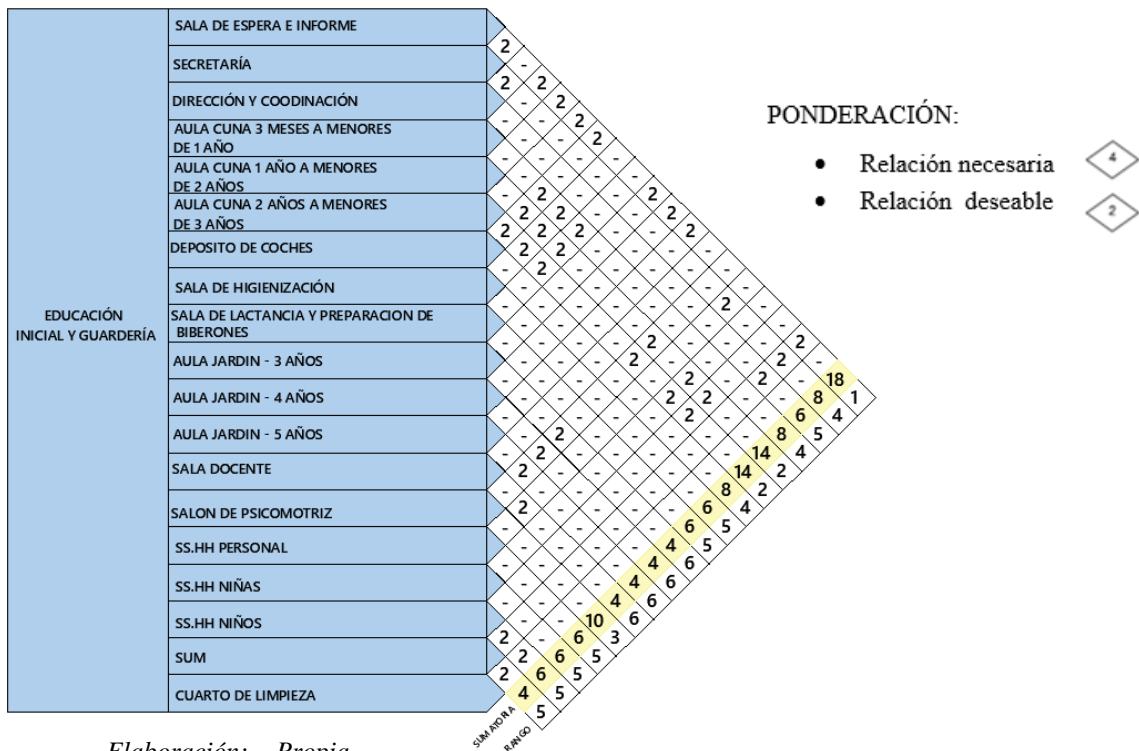 SALA DE ESPERA E INFORME
SECRETARÍA
DIRECCIÓN Y COODINACIÓN
AULA CUNA 3 MESES A MENORES
DE 1 AÑO
AULA CUNA 1 AÑO A MENORES
DE 2 AÑOS
AULA CUNA 2 AÑOS A MENORES
DE 3 AÑOS
DEPOSITO DE COCHES
SALA DE HIGIENIZACIÓN
EDUCACIÓN
INICIAL Y GUARDERÍA
SALA DE LACTANCIA Y PREPARACION DE
BIBERONES
AULA JARDIN - 3 AÑOS
AULA JARDIN - 4 AÑOS
AULA JARDIN - 5 AÑOS
SALA DOCENTE
SALON DE PSICOMOTRIZ
SS.HH PERSONAL
SS.HH NIÑAS
SS.HH NIÑOS
SUM
CUARTO DE LIMPIEZA
18 8 6 8 14 14 8 6 6 4 4 4 4 10 6 6 6 4
SUMATORIA
1 4 5 4 2 2 4 5 5 6 6 6 6 3 5 5 5 5
RANGO
PONDERACIÓN:
• Relación necesaria 4
• Relación deseable 2
Elaboración: Propia